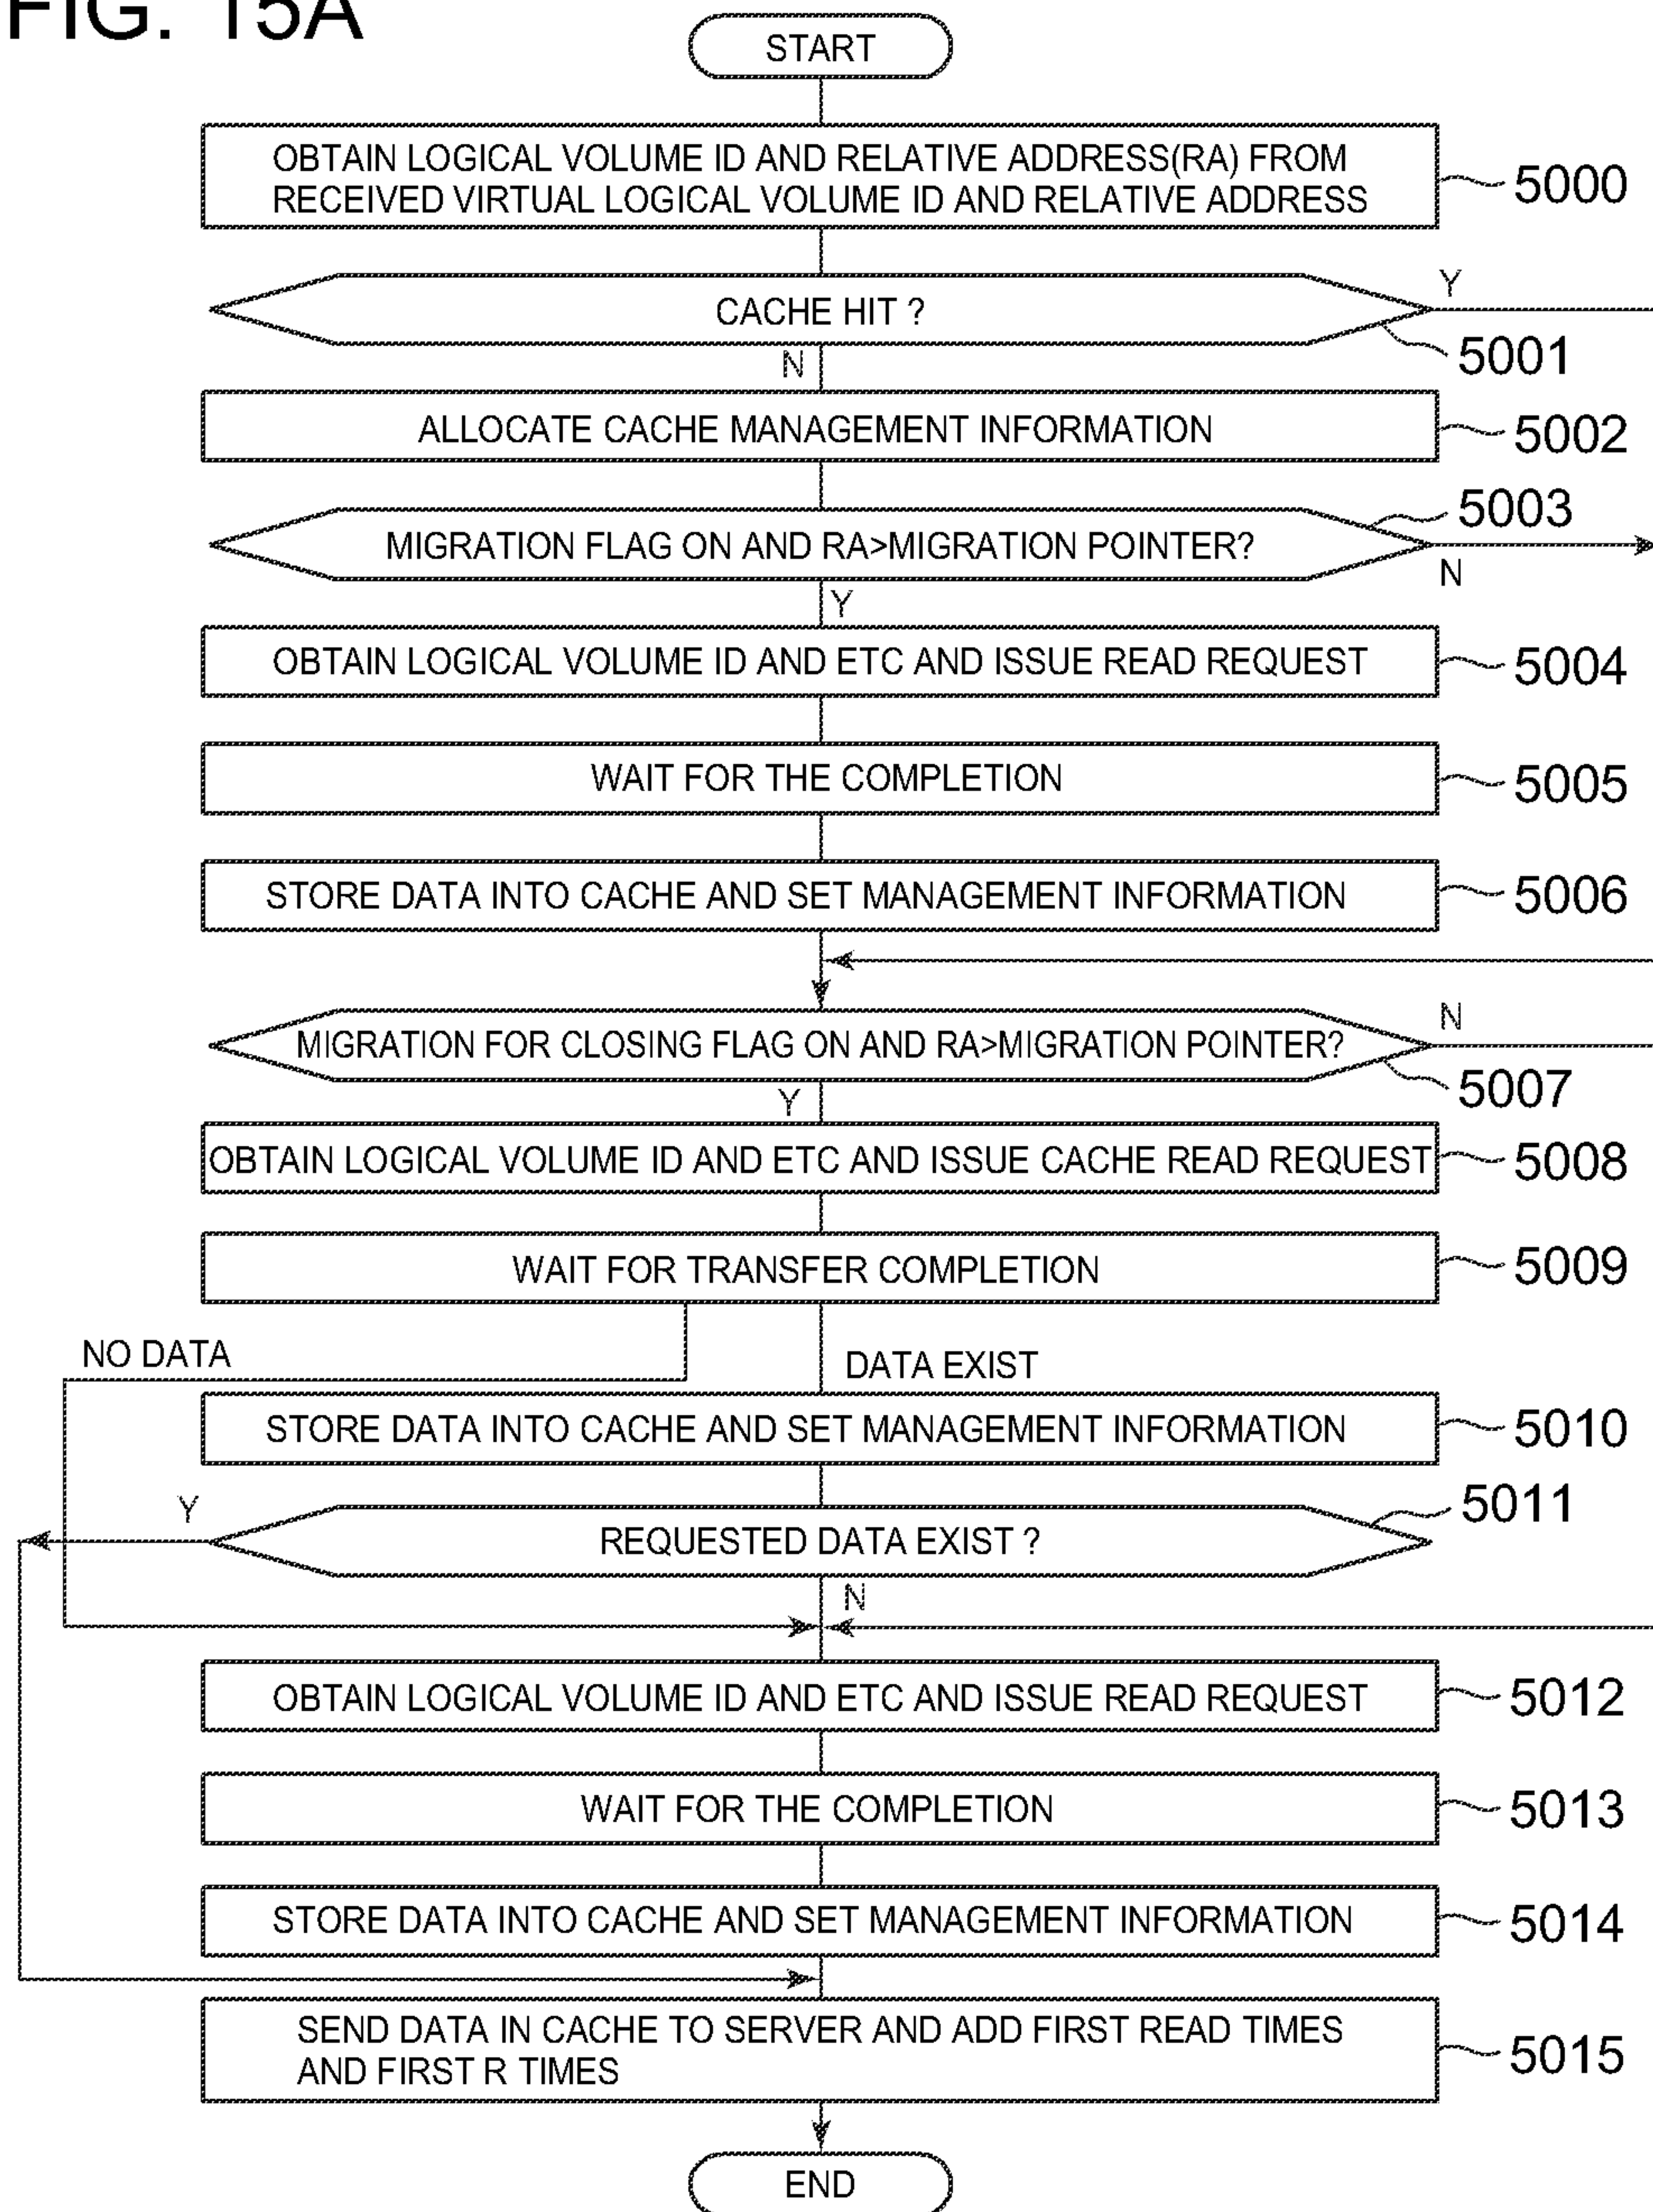 FIG. 15A
START
OBTAIN LOGICAL VOLUME ID AND RELATIVE ADDRESS(RA) FROM
RECEIVED VIRTUAL LOGICAL VOLUME ID AND RELATIVE ADDRESS
5000
CACHE HIT ?
Y
5001
N
ALLOCATE CACHE MANAGEMENT INFORMATION
5002
5003
MIGRATION FLAG ON AND RA>MIGRATION POINTER?
N
Y
OBTAIN LOGICAL VOLUME ID AND ETC AND ISSUE READ REQUEST
5004
WAIT FOR THE COMPLETION
5005
STORE DATA INTO CACHE AND SET MANAGEMENT INFORMATION
5006
MIGRATION FOR CLOSING FLAG ON AND RA>MIGRATION POINTER?
N
5007
Y
OBTAIN LOGICAL VOLUME ID AND ETC AND ISSUE CACHE READ REQUEST
5008
WAIT FOR TRANSFER COMPLETION
5009
NO DATA
DATA EXIST
STORE DATA INTO CACHE AND SET MANAGEMENT INFORMATION
5010
Y
5011
REQUESTED DATA EXIST ?
N
OBTAIN LOGICAL VOLUME ID AND ETC AND ISSUE READ REQUEST
5012
WAIT FOR THE COMPLETION
5013
STORE DATA INTO CACHE AND SET MANAGEMENT INFORMATION
5014
SEND DATA IN CACHE TO SERVER AND ADD FIRST READ TIMES
AND FIRST R TIMES
5015
END